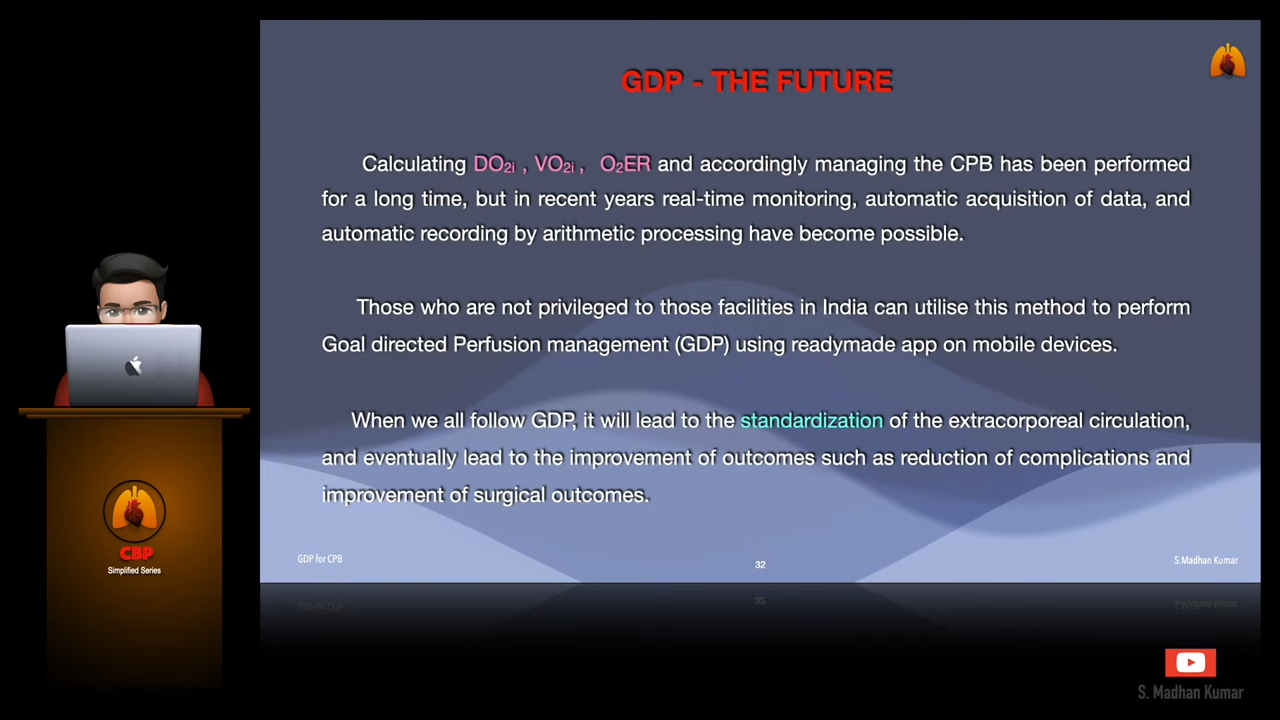 GDP - THE FUTURE
Calculating DO₂i , VO₂i , O₂ER and accordingly managing the CPB has been performed
for a long time, but in recent years real-time monitoring, automatic acquisition of data, and
automatic recording by arithmetic processing have become possible.
Those who are not privileged to those facilities in India can utilise this method to perform
Goal directed Perfusion management (GDP) using readymade app on mobile devices.
When we all follow GDP, it will lead to the standardization of the extracorporeal circulation,
and eventually lead to the improvement of outcomes such as reduction of complications and
improvement of surgical outcomes.
GDP for CPB
32
S.Madhan Kumar
CBP
Simplified Series
S. Madhan Kumar